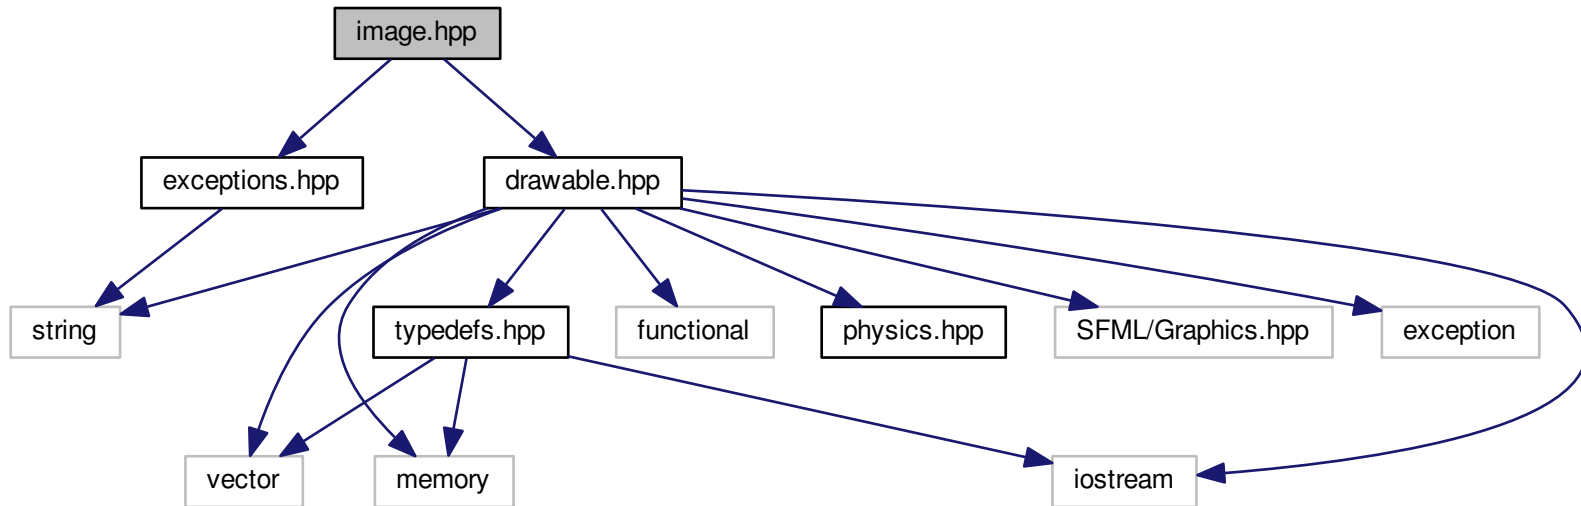 image.hpp
exceptions.hpp
drawable.hpp
string
typedefs.hpp
functional
physics.hpp
SFML/Graphics.hpp
exception
vector
memory
iostream